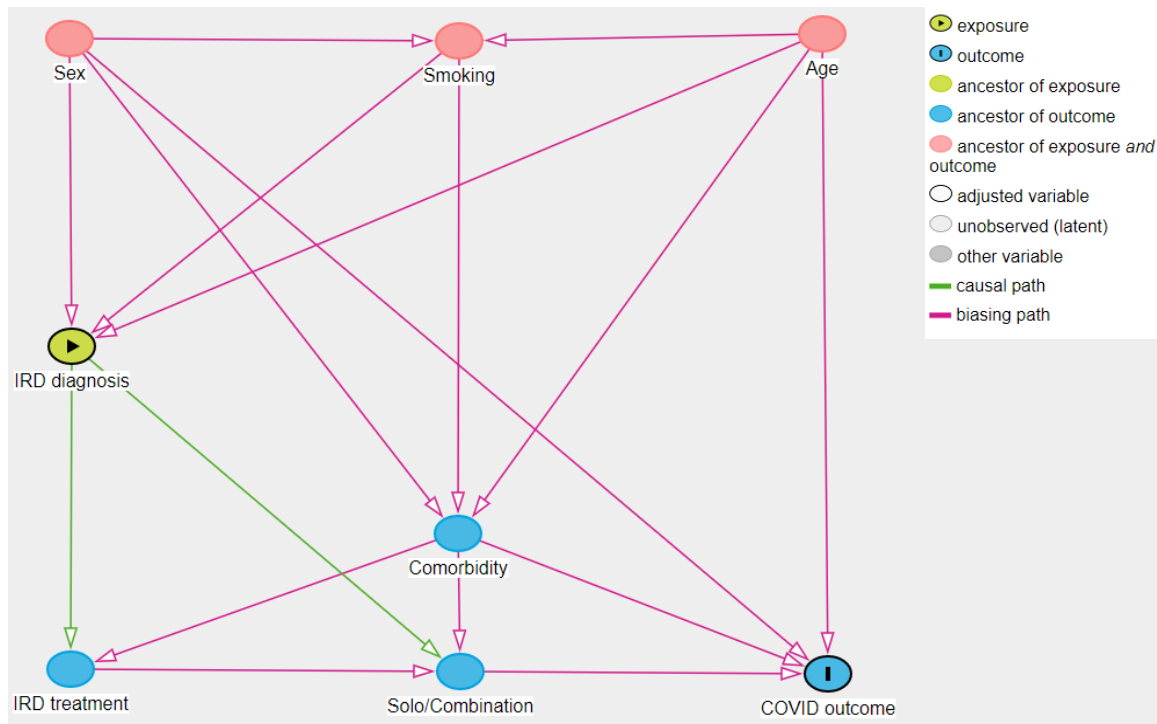 Sex
Smoking
Age
IRD diagnosis
Comorbidity
IRD treatment
Solo/Combination
COVID outcome
exposure
outcome
ancestor of exposure
ancestor of outcome
ancestor of exposure and
outcome
adjusted variable
unobserved (latent)
other variable
causal path
biasing path